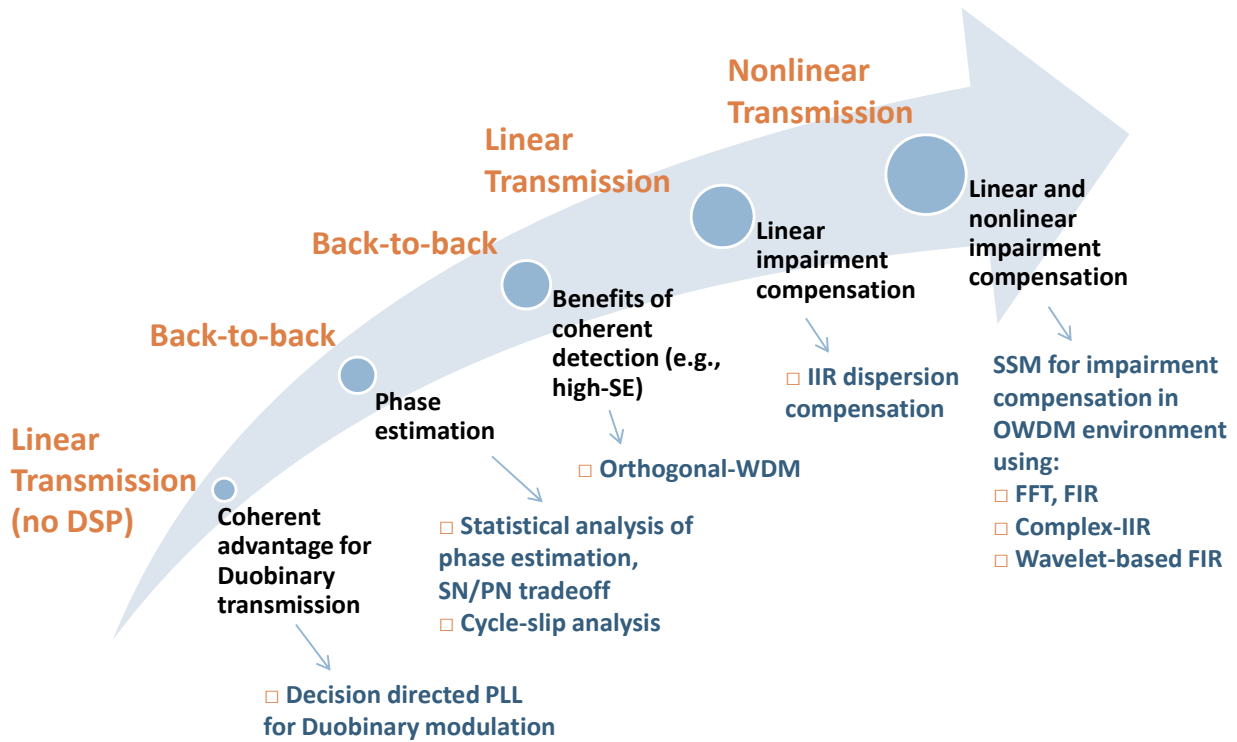 Linear
Transmission
(no DSP)
Coherent
advantage for
Duobinary
transmission
□ Decision directed PLL
for Duobinary modulation
Back-to-back
Phase
estimation
□ Statistical analysis of
phase estimation,
SN/PN tradeoff
□ Cycle-slip analysis
Back-to-back
Benefits of
coherent
detection (e.g.,
high-SE)
□ Orthogonal-WDM
Linear
Transmission
Linear
impairment
compensation
□ IIR dispersion
compensation
Nonlinear
Transmission
Linear and
nonlinear
impairment
compensation
SSM for impairment
compensation in
OWDM environment
using:
□ FFT, FIR
□ Complex-IIR
□ Wavelet-based FIR